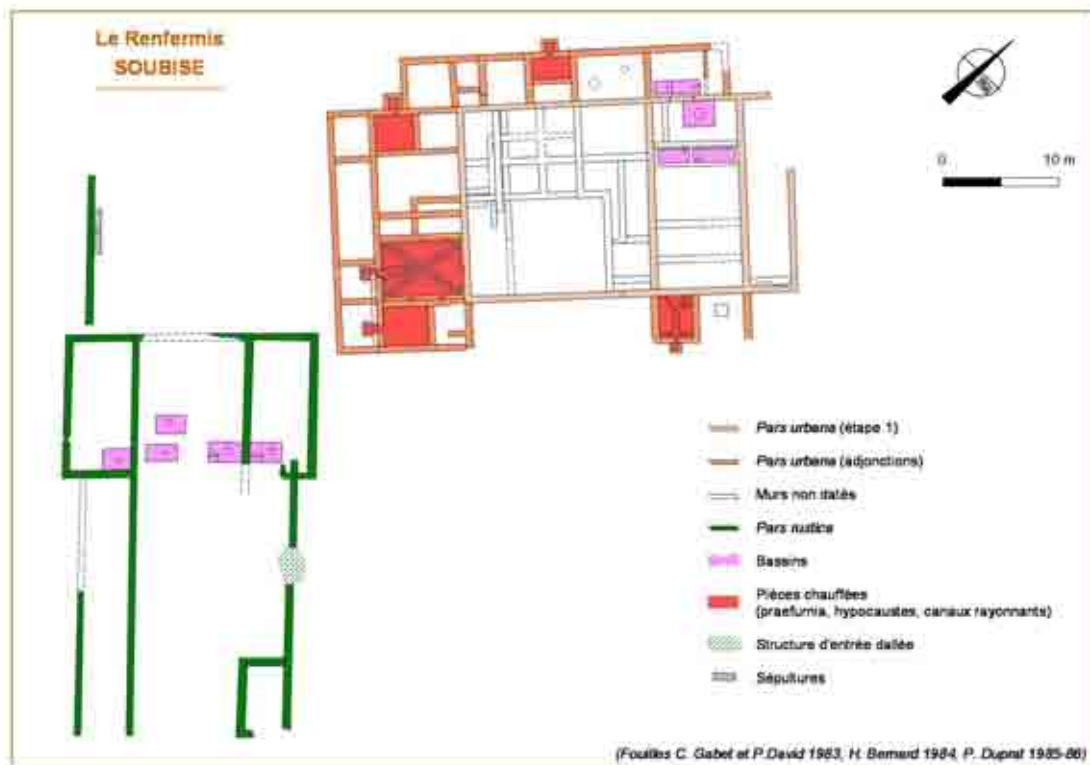 Le Renfermis
SOUBISE
0 10 m
Pars urbana (étape 1)
Pars urbana (adjonctions)
Murs non datés
Pars rustica
Bassins
Pièces chauffées
(praefurnia, hypocaustes, canaux rayonnants)
Structure d'entrée dallée
Sépultures
(Fouilles C. Gabet et P.David 1983, H. Bernard 1984, P. Duprat 1985-86)